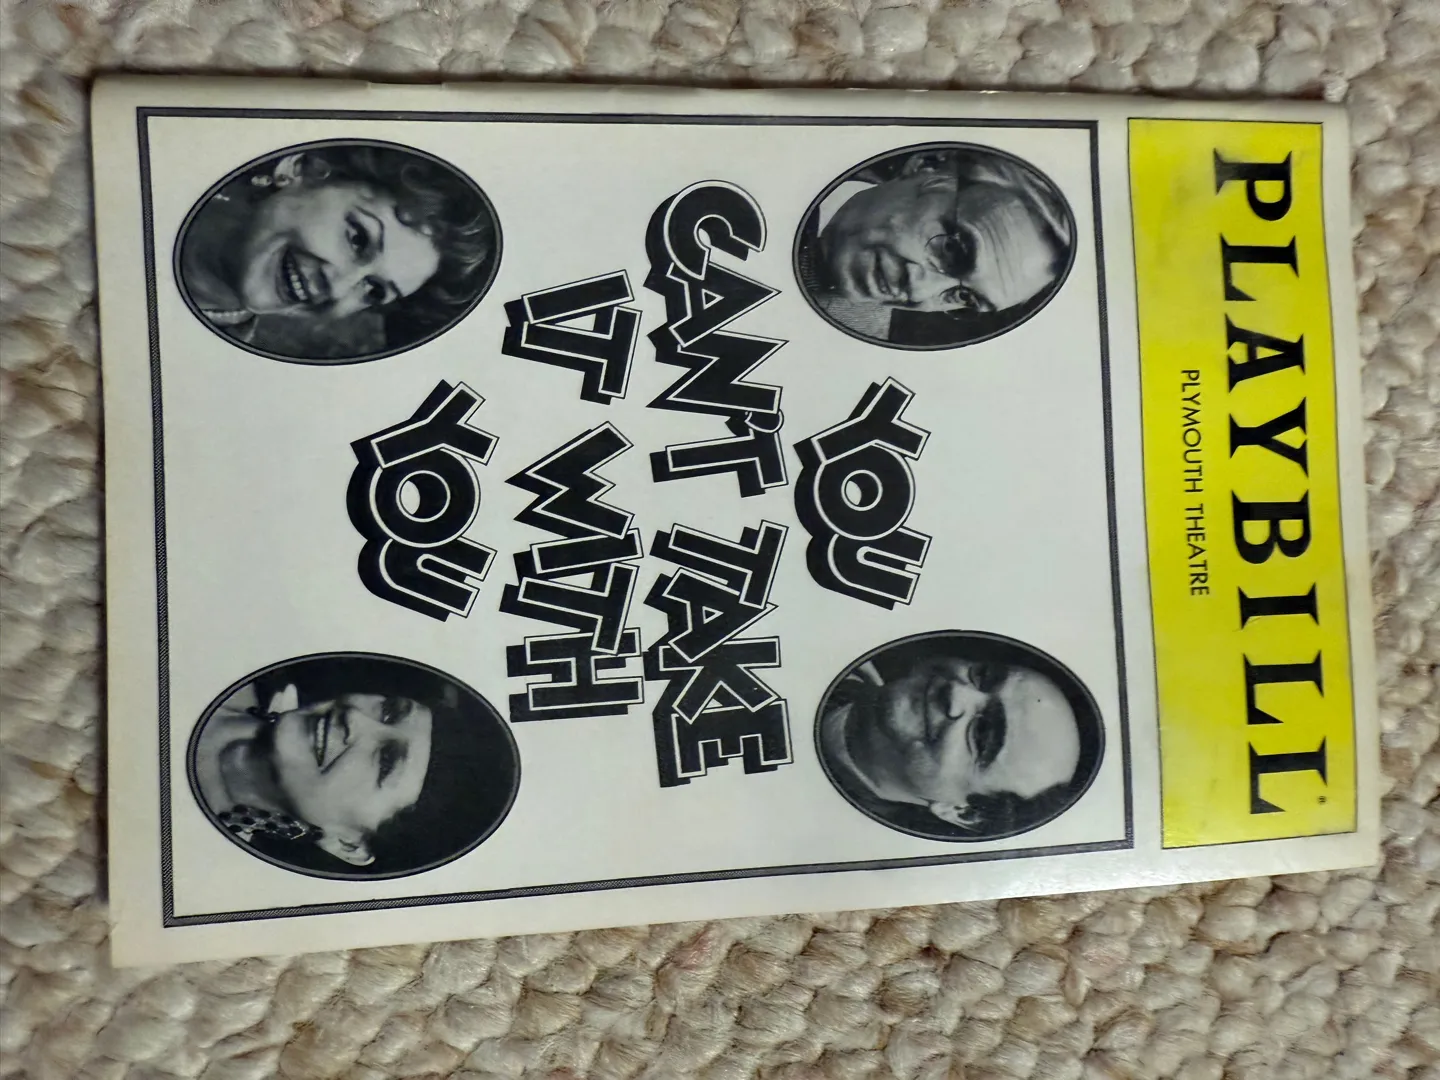 PLAYBILL®
PLYMOUTH THEATRE
YOU
CAN'T TAKE
IT WITH
YOU